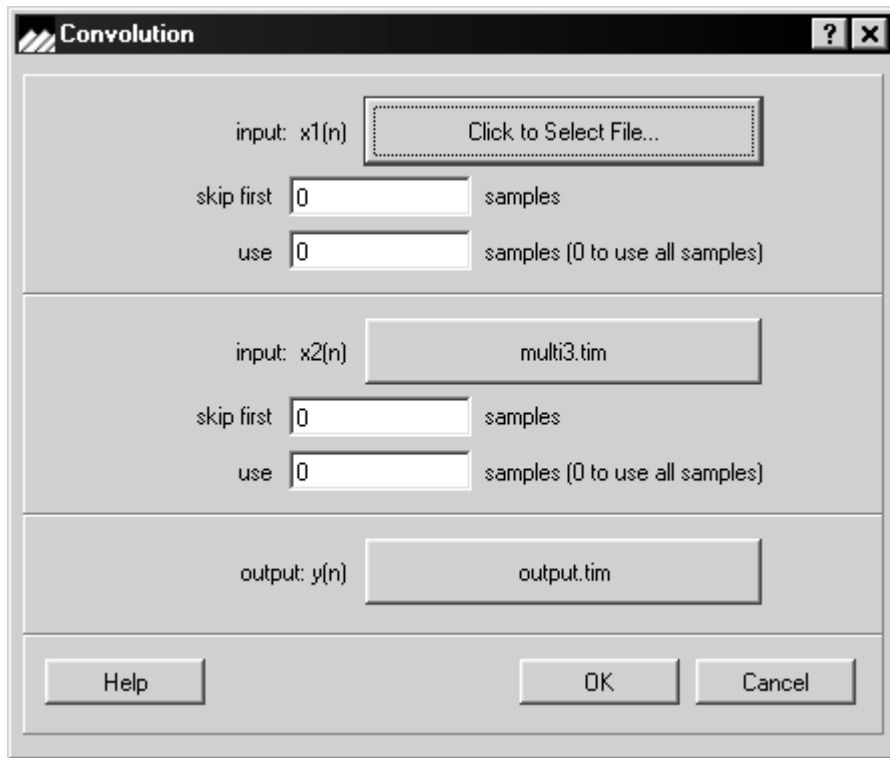 Convolution
input: x1(n) Click to Select File...
skip first 0 samples
use 0 samples (0 to use all samples)
input: x2(n) multi3.tim
skip first 0 samples
use 0 samples (0 to use all samples)
output: y(n) output.tim
Help OK Cancel